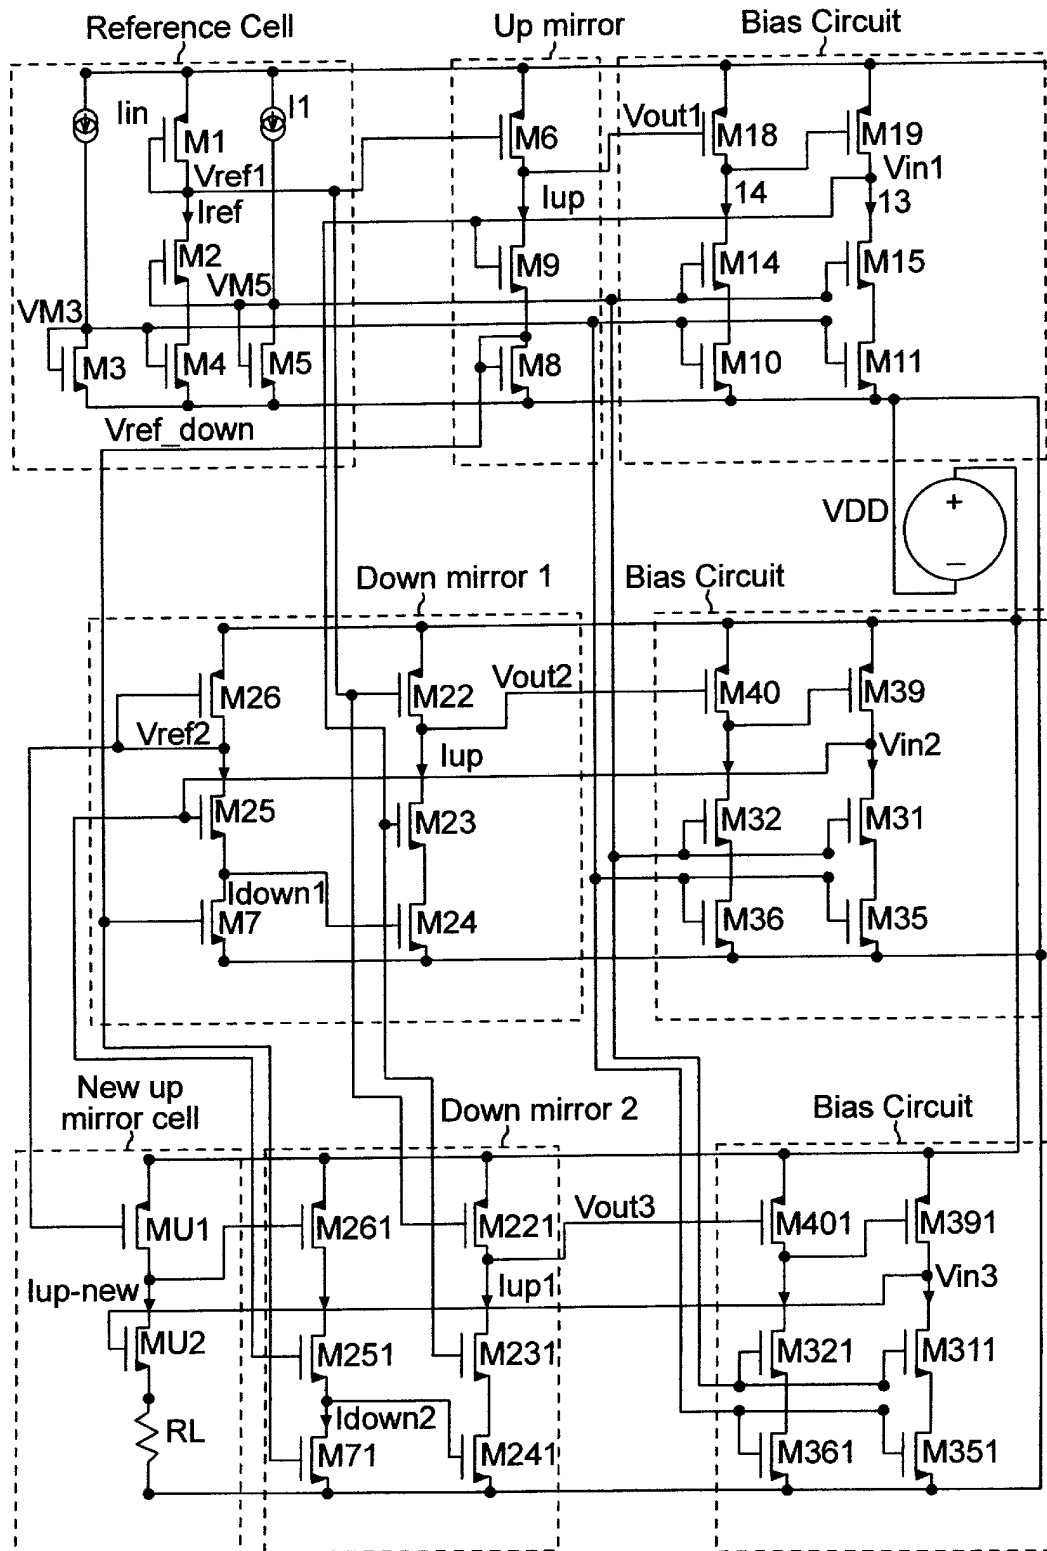 Reference Cell
Up mirror
Bias Circuit
Iin
M1
I1
Vref1
Iref
M2
VM5
VM3
M3
M4
M5
Vref_down
M6
Iup
M9
M8
Vout1
M18
M19
Vin1
14
13
M14
M15
M10
M11
VDD
+
–
Down mirror 1
Bias Circuit
M26
M22
Vout2
Vref2
Iup
M25
M23
Idown1
M7
M24
M40
M39
Vin2
M32
M31
M36
M35
New up
mirror cell
Down mirror 2
Bias Circuit
MU1
Iup-new
MU2
RL
M261
M221
Vout3
Iup1
M251
M231
Idown2
M71
M241
M401
M391
Vin3
M321
M311
M361
M351